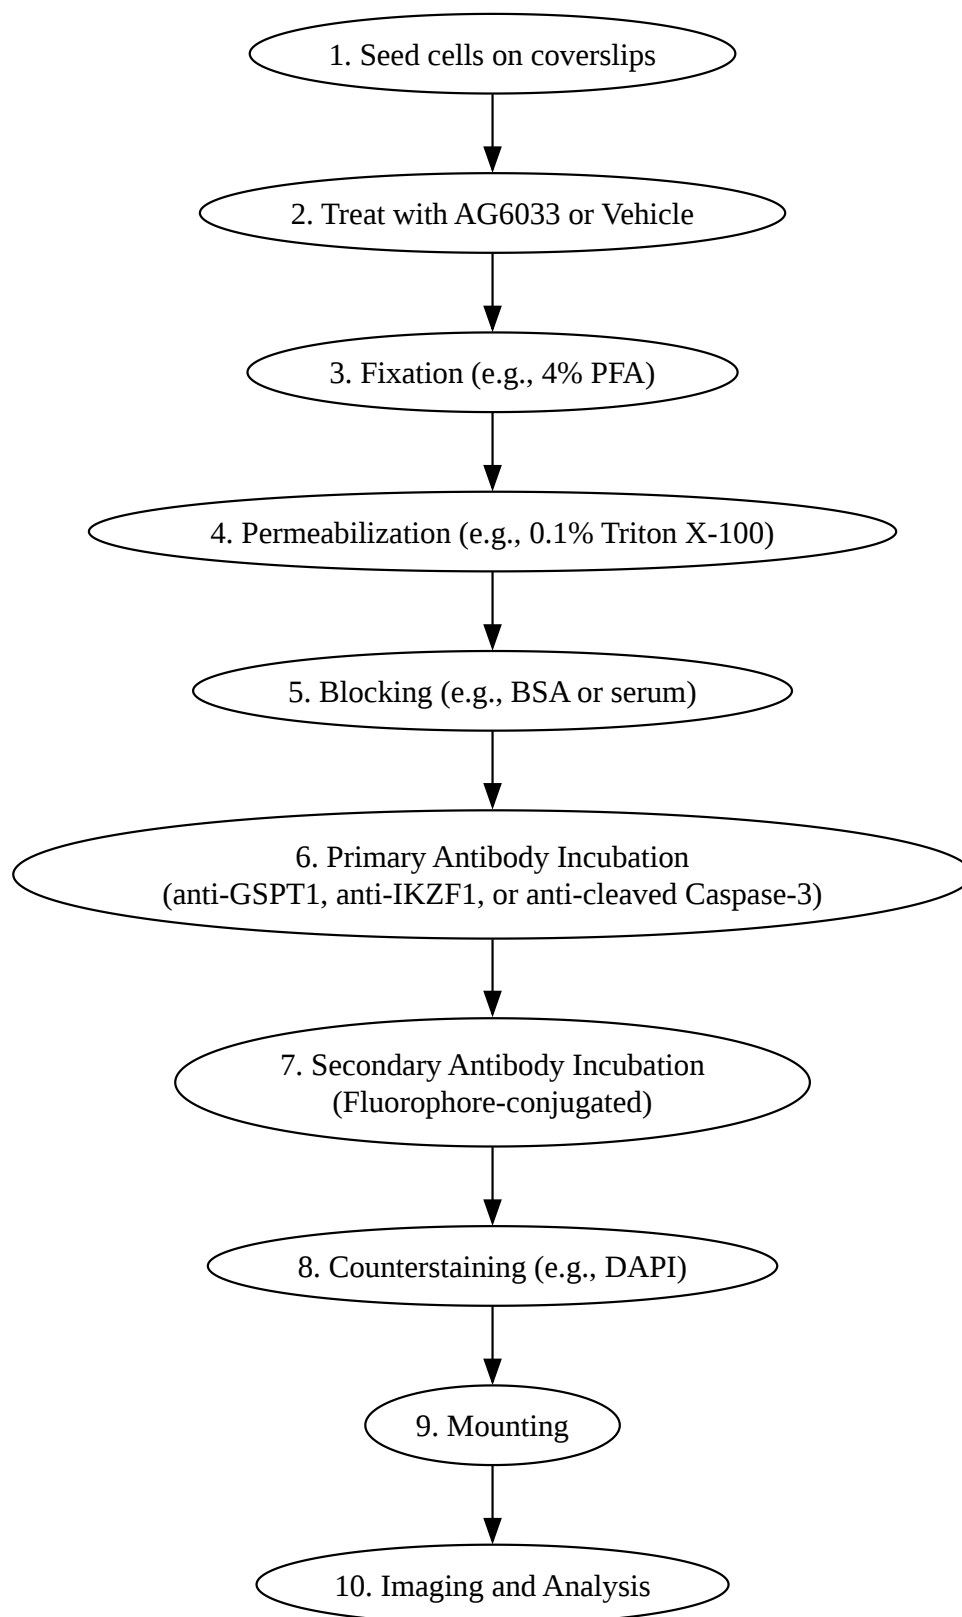 1. Seed cells on coverslips
2. Treat with AG6033 or Vehicle
3. Fixation (e.g., 4% PFA)
4. Permeabilization (e.g., 0.1% Triton X-100)
5. Blocking (e.g., BSA or serum)
6. Primary Antibody Incubation
(anti-GSPT1, anti-IKZF1, or anti-cleaved Caspase-3)
7. Secondary Antibody Incubation
(Fluorophore-conjugated)
8. Counterstaining (e.g., DAPI)
9. Mounting
10. Imaging and Analysis